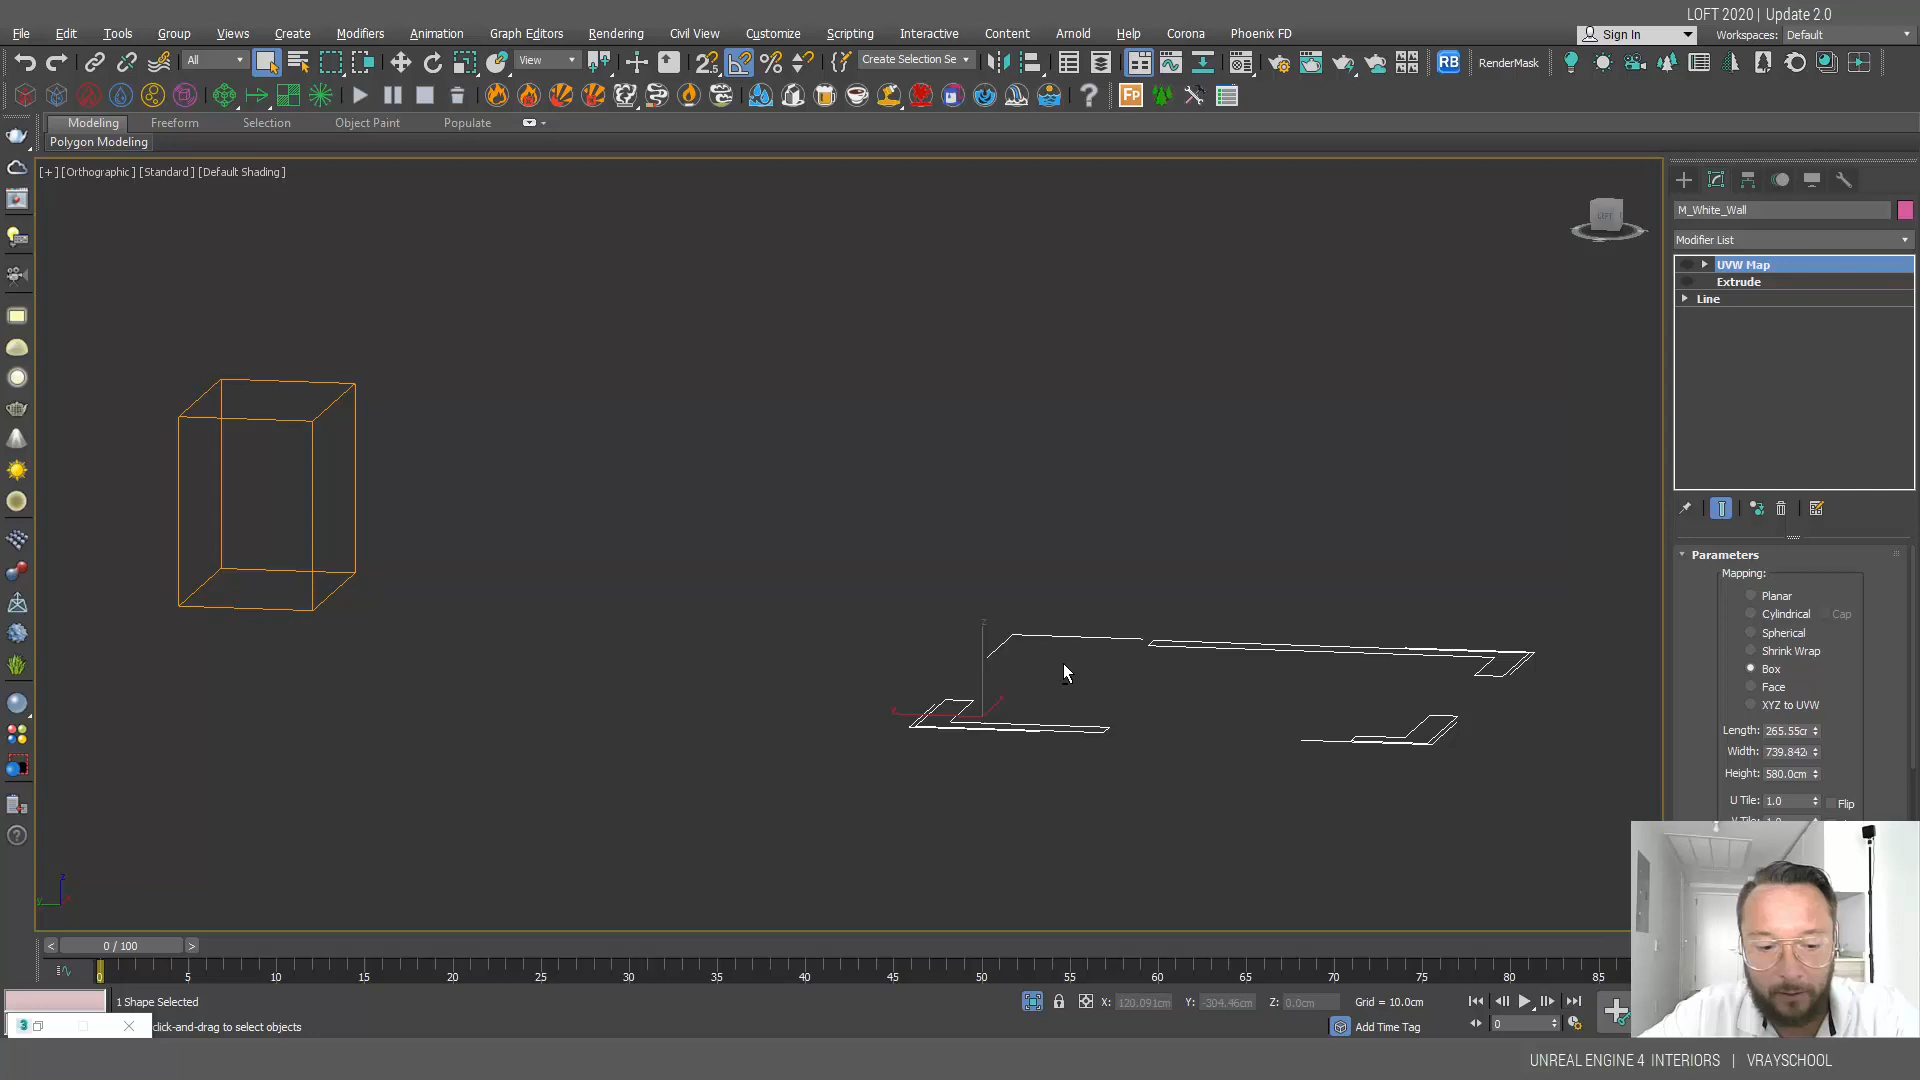 LOFT 2020 | Update 2.0
File Edit Tools Group Views Create Modifiers Animation Graph Editors Rendering Civil View Customize Scripting Interactive Content Arnold Help Corona Phoenix FD
Sign In Workspaces: Default
All View Create Selection Se RB RenderMask
Fp
Modeling Freeform Selection Object Paint Populate
Polygon Modeling
[+] [Orthographic] [Standard] [Default Shading]
LEFT
M_White_Wall
Modifier List
UVW Map
Extrude
Line
Parameters
Mapping:
Planar
Cylindrical Cap
Spherical
Shrink Wrap
Box
Face
XYZ to UVW
Length: 265.55cr
Width: 739.842
Height: 580.0cm
U Tile: 1.0 Flip
z
0 / 100
0 5 10 15 20 25 30 35 40 45 50 55 60 65 70 75 80 85
1 Shape Selected X: 120.091cm Y: -304.46cm Z: 0.0cm Grid = 10.0cm
3 click-and-drag to select objects Add Time Tag 0
UNREAL ENGINE 4 INTERIORS | VRAYSCHOOL